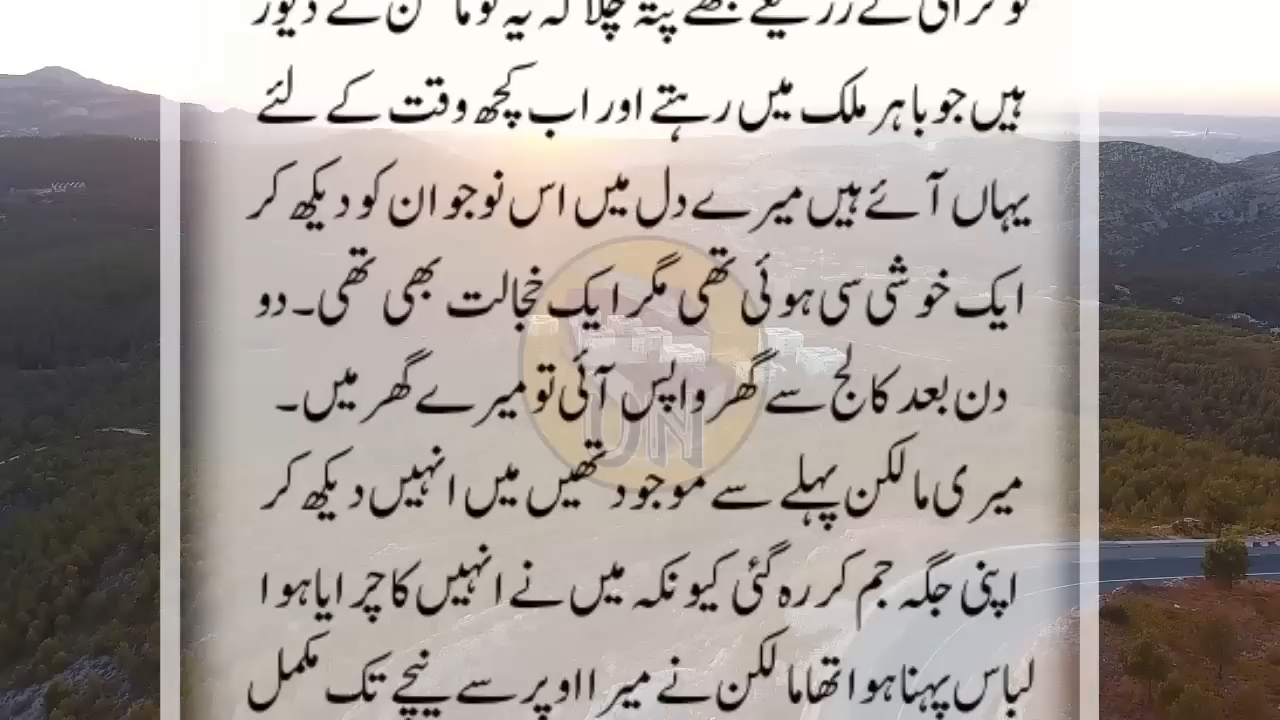 نوکرانی کے ذریعے مجھے پتہ چلا کہ یہ تو مالکن کے دیور
ہیں جو باہر ملک میں رہتے اور اب کچھ وقت کے لئے
یہاں آئے ہیں میرے دل میں اس نوجوان کو دیکھ کر
ایک خوشی سی ہوئی تھی مگر ایک خجالت بھی تھی۔ دو
دن بعد کالج سے گھر واپس آئی تو میرے گھر میں۔
میری مالکن پہلے سے موجود تھیں میں انہیں دیکھ کر
اپنی جگہ جم کر رہ گئی کیونکہ میں نے انہیں کا چرایا ہوا
لباس پہنا ہوا تھا مالکن نے میرا اوپر سے نیچے تک مکمل
DN